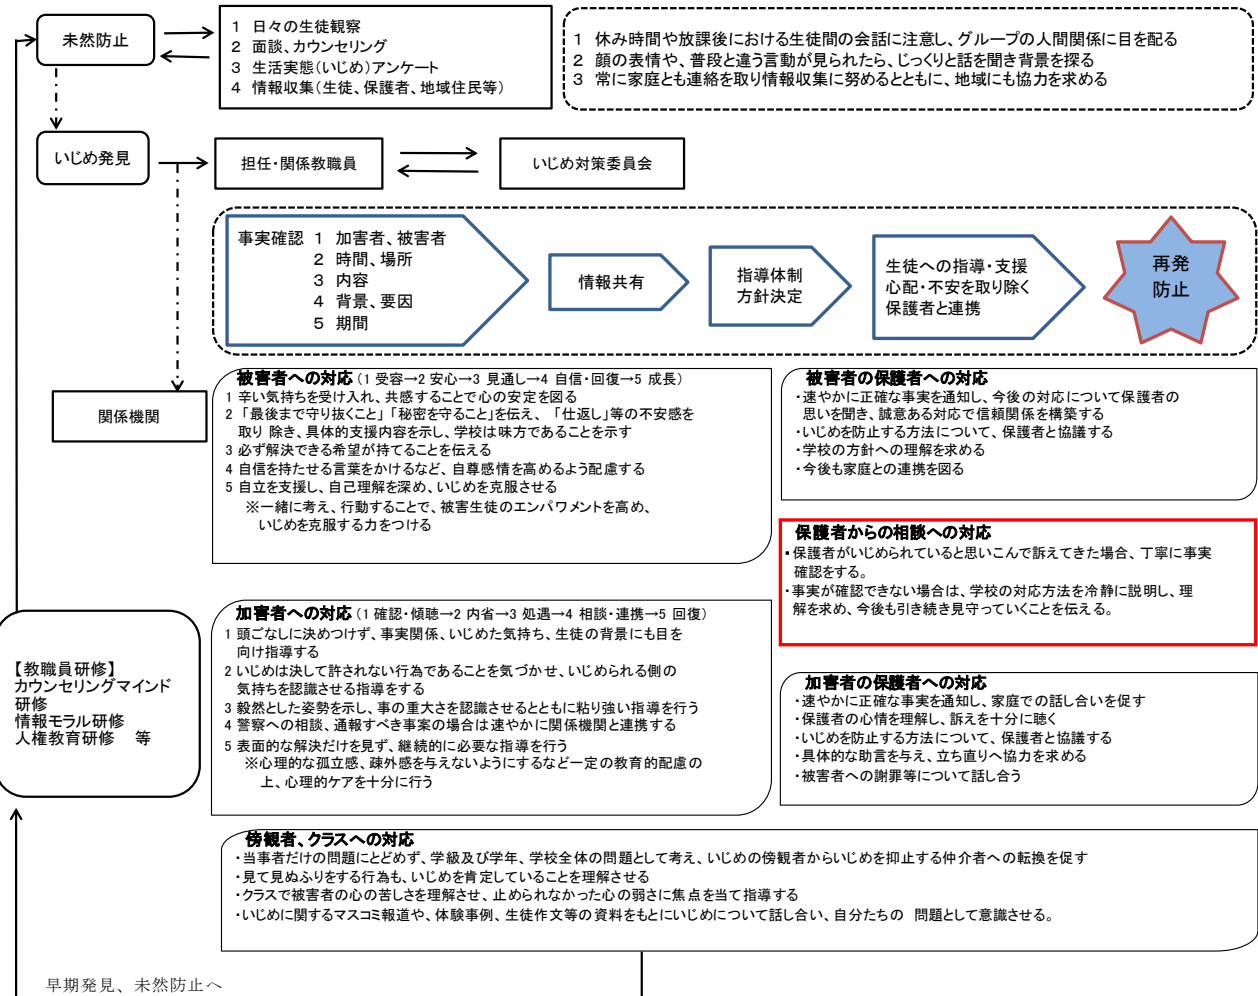 未然防止
1 日々の生徒観察
2 面談、カウンセリング
3 生活実態(いじめ)アンケート
4 情報収集(生徒、保護者、地域住民等)
1 休み時間や放課後における生徒間の会話に注意し、グループの人間関係に目を配る
2 顔の表情や、普段と違う言動が見られたら、じっくりと話を聞き背景を探る
3 常に家庭とも連絡を取り情報収集に努めるとともに、地域にも協力を求める
いじめ発見
担任・関係教職員
いじめ対策委員会
事実確認 1 加害者、被害者
2 時間、場所
3 内容
4 背景、要因
5 期間
情報共有
指導体制
方針決定
生徒への指導・支援
心配・不安を取り除く
保護者と連携
再発
防止
関係機関
被害者への対応(1 受容→2 安心→3 見通し→4 自信・回復→5 成長)
1 辛い気持ちを受け入れ、共感することで心の安定を図る
2 「最後まで守り抜くこと」「秘密を守ること」を伝え、「仕返し」等の不安感を
取り 除き、具体的支援内容を示し、学校は味方であることを示す
3 必ず解決できる希望が持てることを伝える
4 自信を持たせる言葉をかけるなど、自尊感情を高めるよう配慮する
5 自立を支援し、自己理解を深め、いじめを克服させる
※一緒に考え、行動することで、被害生徒のエンパワメントを高め、
いじめを克服する力をつける
被害者の保護者への対応
・速やかに正確な事実を通知し、今後の対応について保護者の
思いを聞き、誠意ある対応で信頼関係を構築する
・いじめを防止する方法について、保護者と協議する
・学校の方針への理解を求める
・今後も家庭との連携を図る
保護者からの相談への対応
・保護者がいじめられていると思いこんで訴えてきた場合、丁寧に事実
確認をする。
・事実が確認できない場合は、学校の対応方法を冷静に説明し、理
解を求め、今後も引き続き見守っていくことを伝える。
加害者への対応(1 確認・傾聴→2 内省→3 処遇→4 相談・連携→5 回復)
1 頭ごなしに決めつけず、事実関係、いじめた気持ち、生徒の背景にも目を
向け指導する
2 いじめは決して許されない行為であることを気づかせ、いじめられる側の
気持ちを認識させる指導をする
3 毅然とした姿勢を示し、事の重大さを認識させるとともに粘り強い指導を行う
4 警察への相談、通報すべき事案の場合は速やかに関係機関と連携する
5 表面的な解決だけを見ず、継続的に必要な指導を行う
※心理的な孤立感、疎外感を与えないようにするなど一定の教育的配慮の
上、心理的ケアを十分に行う
加害者の保護者への対応
・速やかに正確な事実を通知し、家庭での話し合いを促す
・保護者の心情を理解し、訴えを十分に聴く
・いじめを防止する方法について、保護者と協議する
・具体的な助言を与え、立ち直りへ協力を求める
・被害者への謝罪等について話し合う
【教職員研修】
カウンセリングマインド
研修
情報モラル研修
人権教育研修 等
傍観者、クラスへの対応
・当事者だけの問題にとどめず、学級及び学年、学校全体の問題として考え、いじめの傍観者からいじめを抑止する仲介者への転換を促す
・見て見ぬふりをする行為も、いじめを肯定していることを理解させる
・クラスで被害者の心の苦しさを理解させ、止められなかった心の弱さに焦点を当て指導する
・いじめに関するマスコミ報道や、体験事例、生徒作文等の資料をもとにいじめについて話し合い、自分たちの 問題として意識させる。
早期発見、未然防止へ